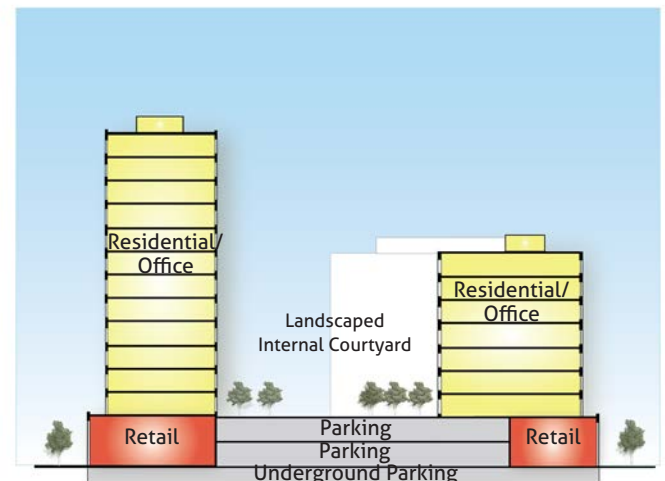 Residential/
Office
Residential/
Office
Landscaped
Internal Courtyard
Retail
Parking
Retail
Parking
Underground Parking